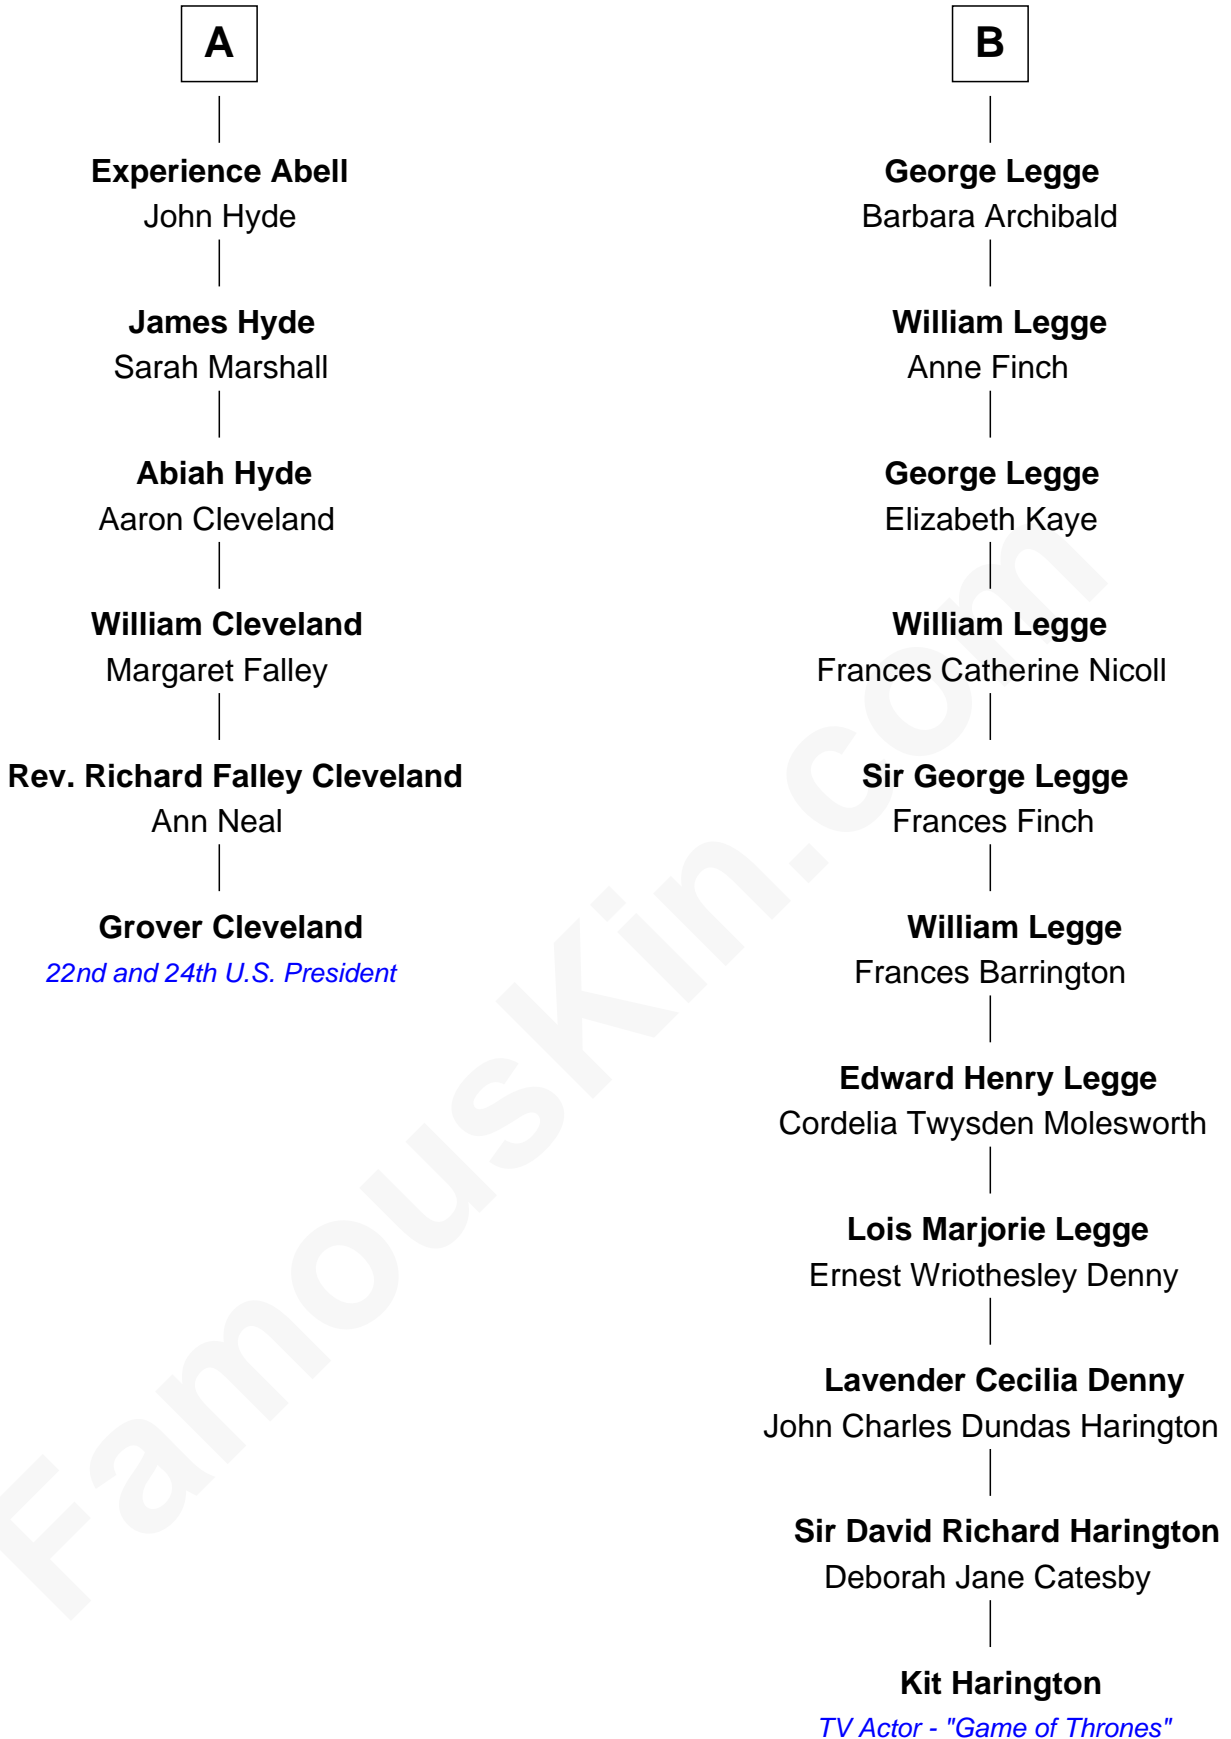 A
Experience Abell
John Hyde
James Hyde
Sarah Marshall
Abiah Hyde
Aaron Cleveland
William Cleveland
Margaret Falley
Rev. Richard Falley Cleveland
Ann Neal
Grover Cleveland
22nd and 24th U.S. President
B
George Legge
Barbara Archibald
William Legge
Anne Finch
George Legge
Elizabeth Kaye
William Legge
Frances Catherine Nicoll
Sir George Legge
Frances Finch
William Legge
Frances Barrington
Edward Henry Legge
Cordelia Twysden Molesworth
Lois Marjorie Legge
Ernest Wriothesley Denny
Lavender Cecilia Denny
John Charles Dundas Harington
Sir David Richard Harington
Deborah Jane Catesby
Kit Harington
TV Actor - "Game of Thrones"
FamousKin.com